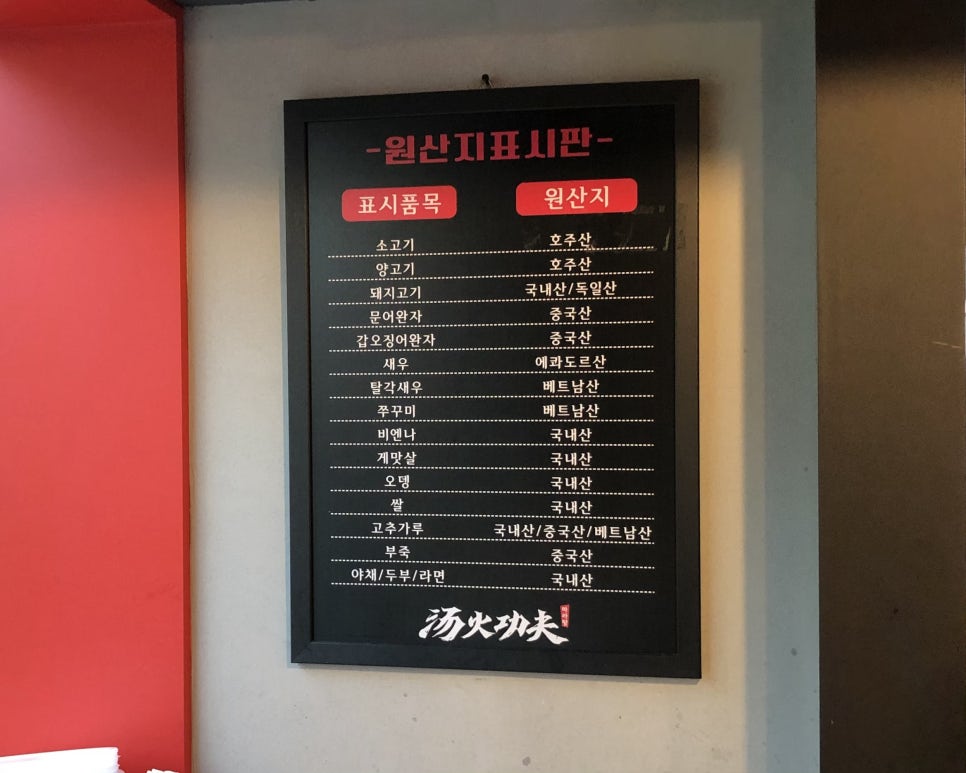 -원산지표시판-
표시품목 원산지
소고기 호주산
양고기 호주산
돼지고기 국내산/독일산
문어완자 중국산
갑오징어완자 중국산
새우 에콰도르산
탈각새우 베트남산
쭈꾸미 베트남산
비엔나 국내산
게맛살 국내산
오뎅 국내산
쌀 국내산
고추가루 국내산/중국산/베트남산
부죽 중국산
야채/두부/라면 국내산
汤火功夫 마라탕